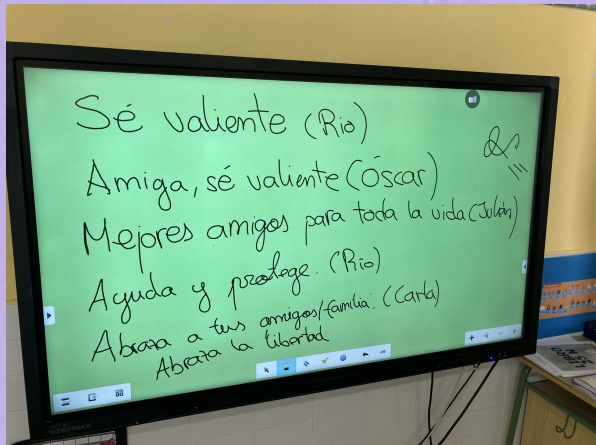 Sé valiente (Rio)
Amiga, sé valiente (Óscar)
Mejores amigos para toda la vida (Julián)
Ayuda y protege. (Rio)
Abraza a tus amigos/familia. (Carla)
Abraza la libertad